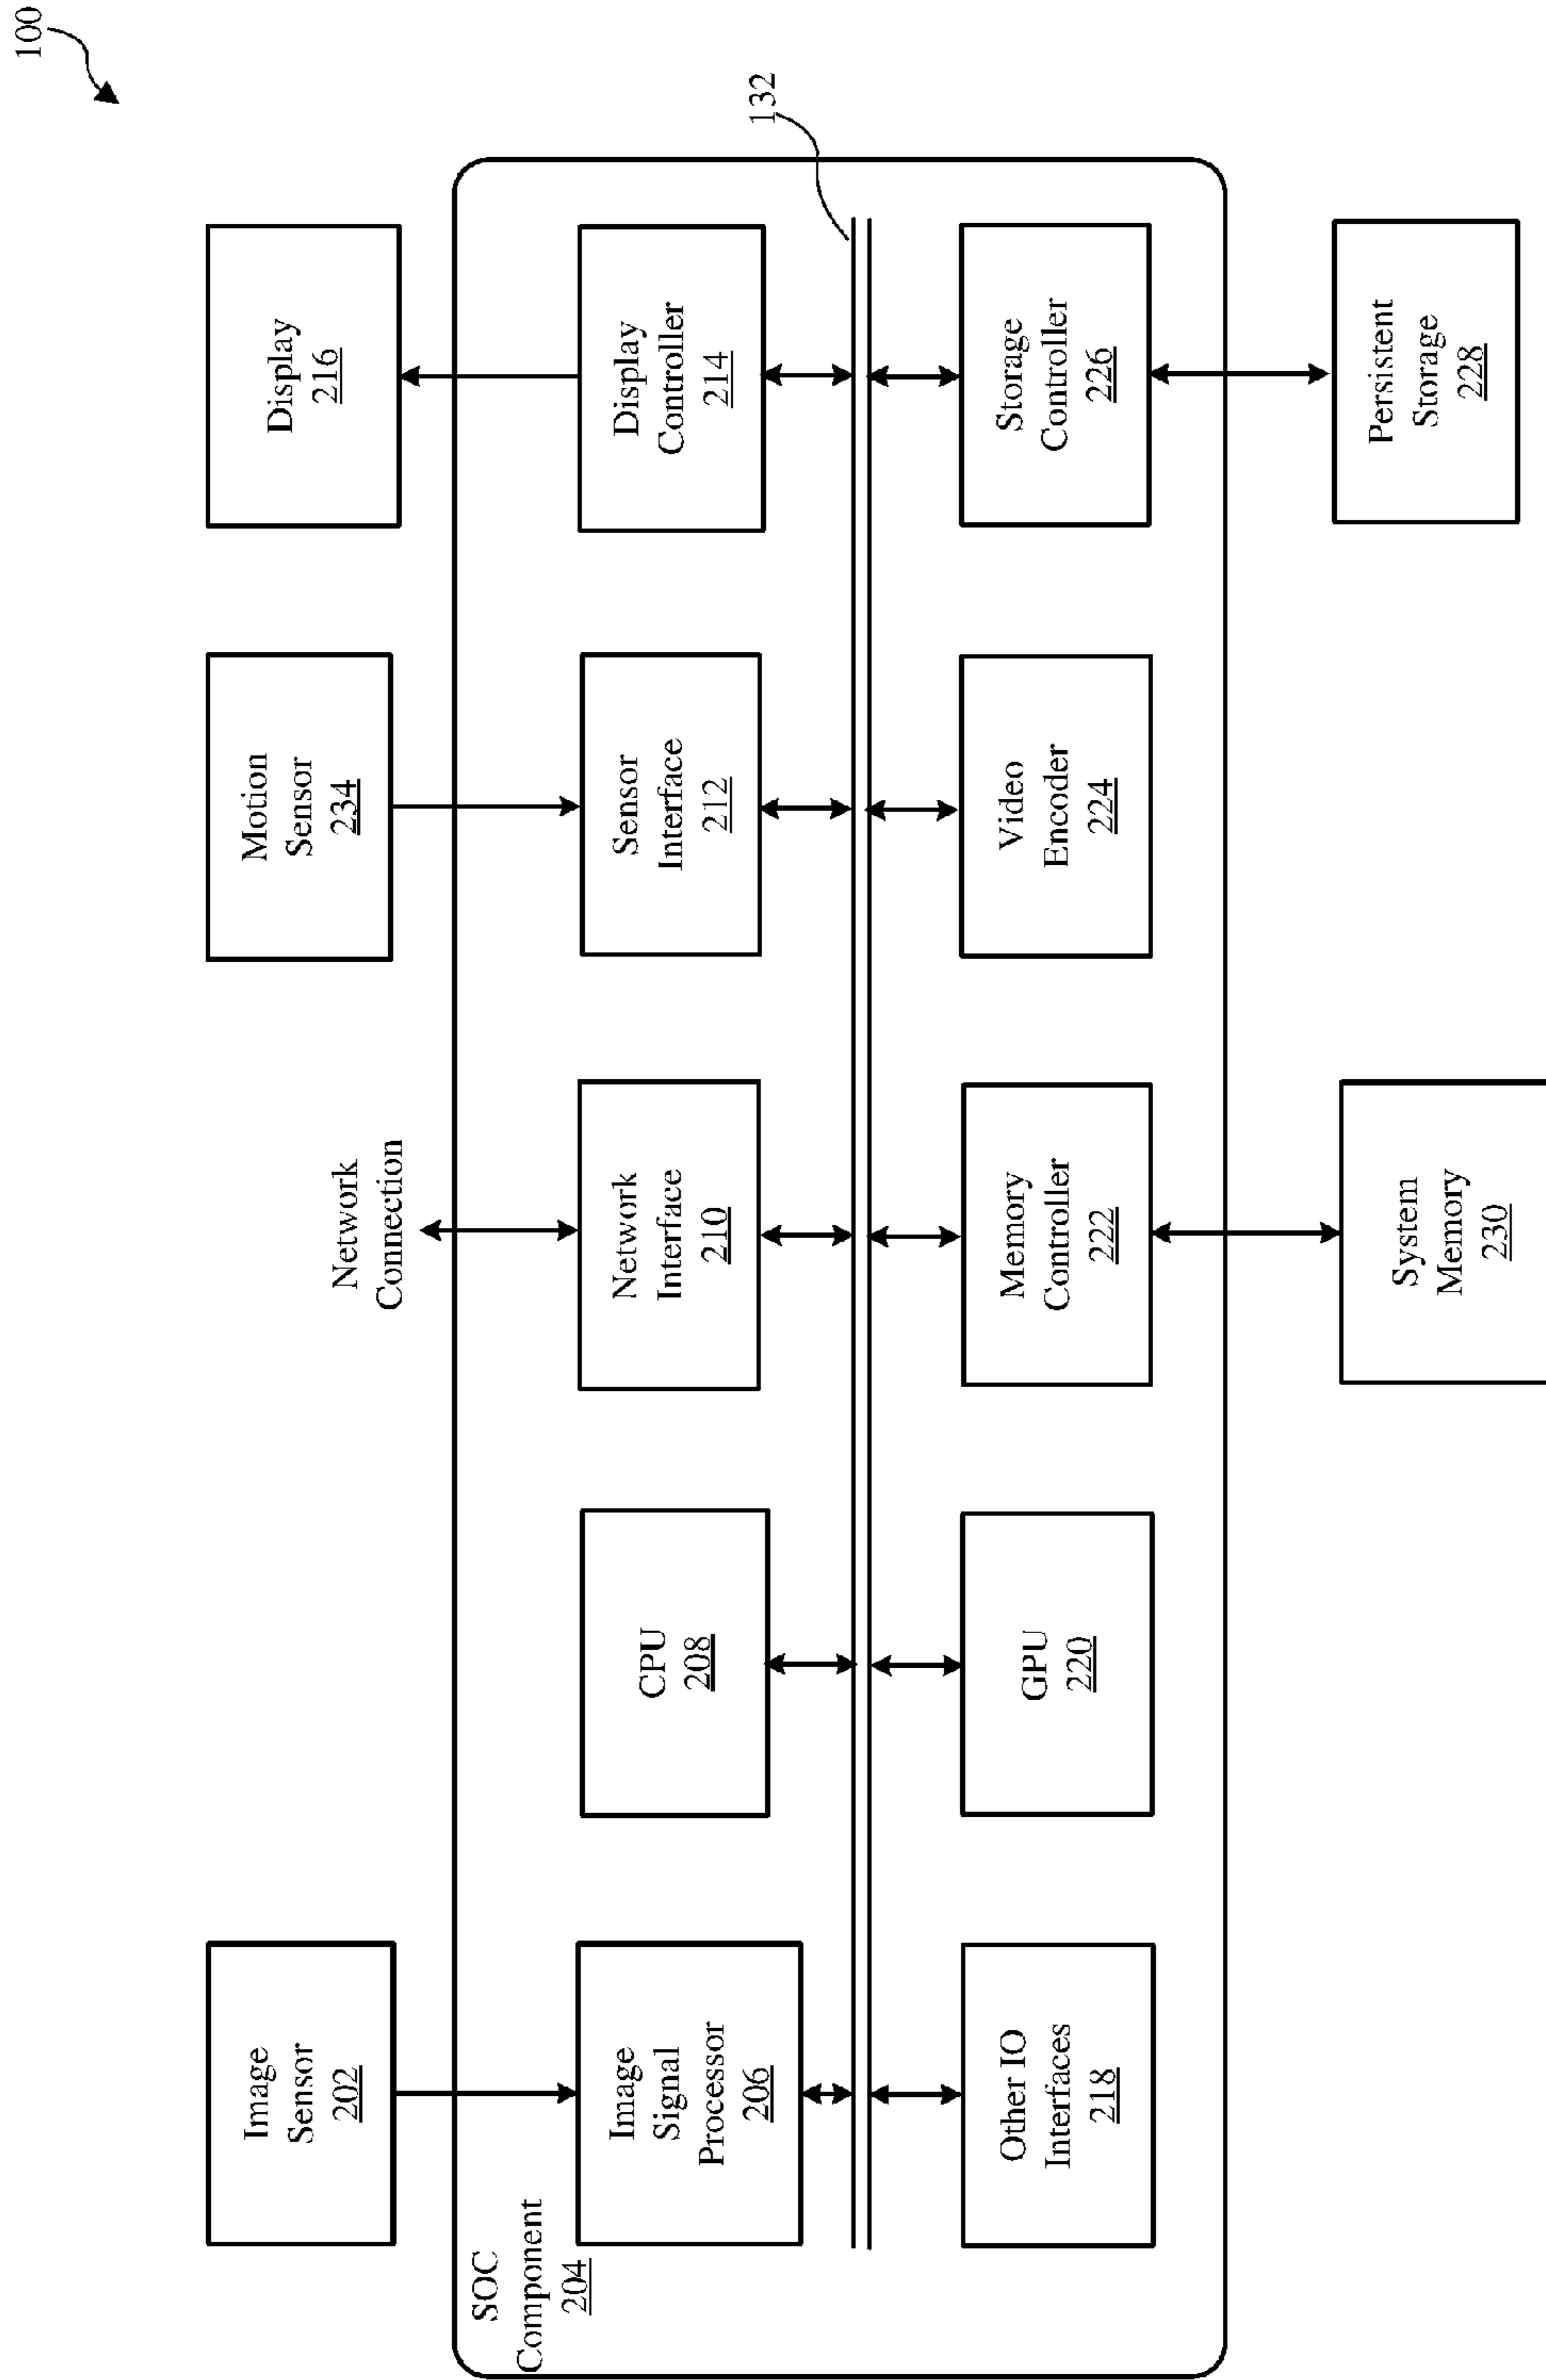 100
Image
Sensor
202
Motion
Sensor
234
Display
216
Network
Connection
SOC
Component
204
Image
Signal
Processor
206
CPU
208
Network
Interface
210
Sensor
Interface
212
Display
Controller
214
132
Other IO
Interfaces
218
GPU
220
Memory
Controller
222
Video
Encoder
224
Storage
Controller
226
System
Memory
230
Persistent
Storage
228